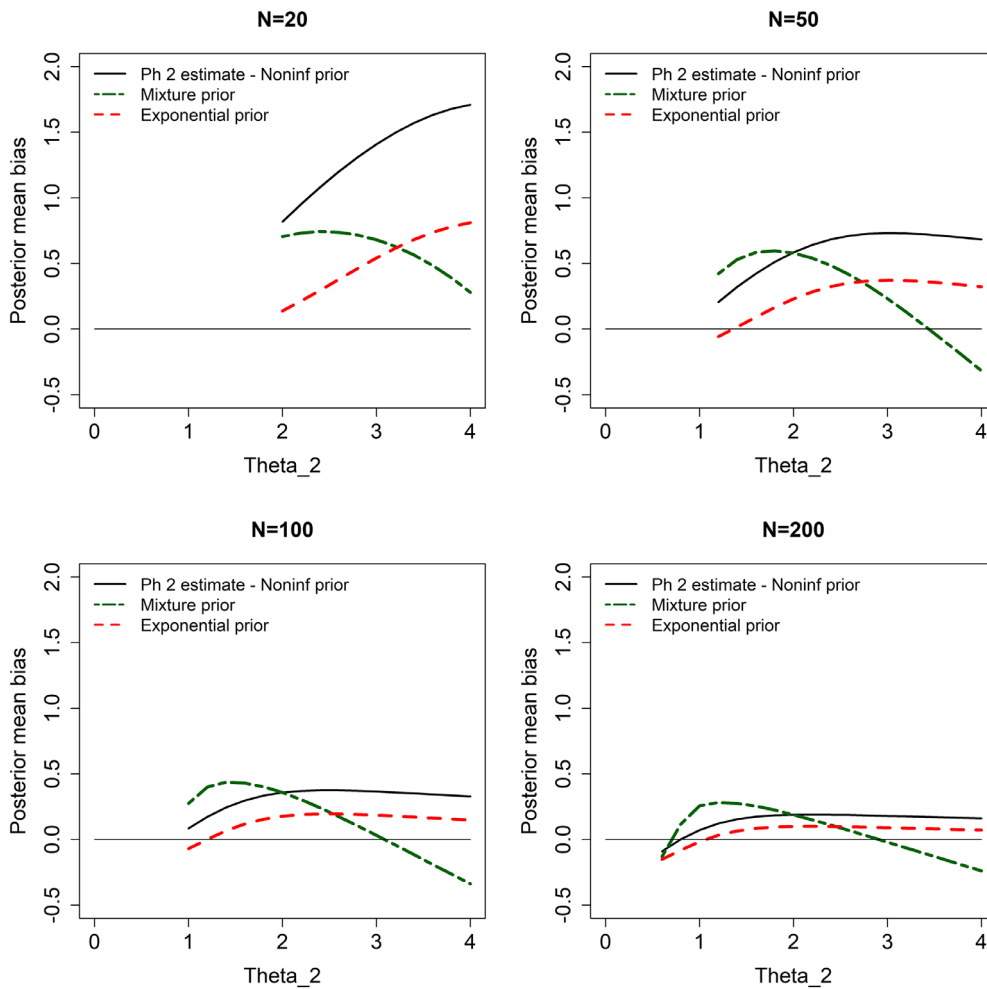 N=20
2.0
1.5
1.0
0.5
0.0
-0.5
Posterior mean bias
Ph 2 estimate - Noninf prior
Mixture prior
Exponential prior
0 1 2 3 4
Theta_2
N=50
2.0
1.5
1.0
0.5
0.0
-0.5
Posterior mean bias
Ph 2 estimate - Noninf prior
Mixture prior
Exponential prior
0 1 2 3 4
Theta_2
N=100
2.0
1.5
1.0
0.5
0.0
-0.5
Posterior mean bias
Ph 2 estimate - Noninf prior
Mixture prior
Exponential prior
0 1 2 3 4
Theta_2
N=200
2.0
1.5
1.0
0.5
0.0
-0.5
Posterior mean bias
Ph 2 estimate - Noninf prior
Mixture prior
Exponential prior
0 1 2 3 4
Theta_2